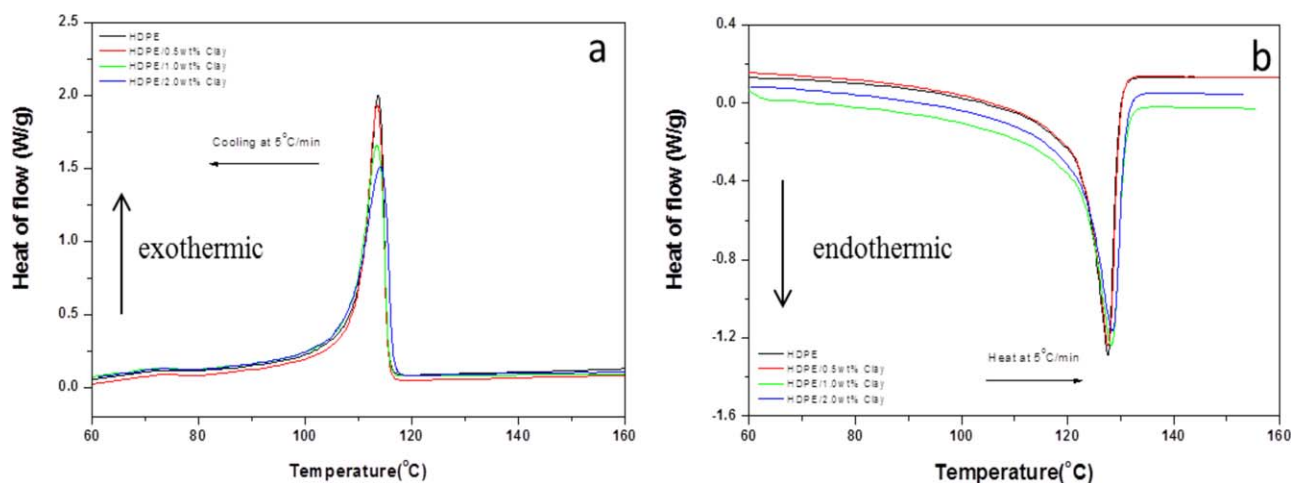 a
HDPE
HDPE/0.5wt% Clay
HDPE/1.0wt% Clay
HDPE/2.0wt% Clay
Cooling at 5°C/min
exothermic
Heat of flow (W/g)
2.5
2.0
1.5
1.0
0.5
0.0
60 80 100 120 140 160
Temperature(°C)
b
Heat of flow (W/g)
0.4
0.0
-0.4
-0.8
-1.2
-1.6
endothermic
HDPE
HDPE/0.5wt% Clay
HDPE/1.0wt% Clay
HDPE/2.0wt% Clay
Heat at 5°C/min
60 80 100 120 140 160
Temperature(°C)